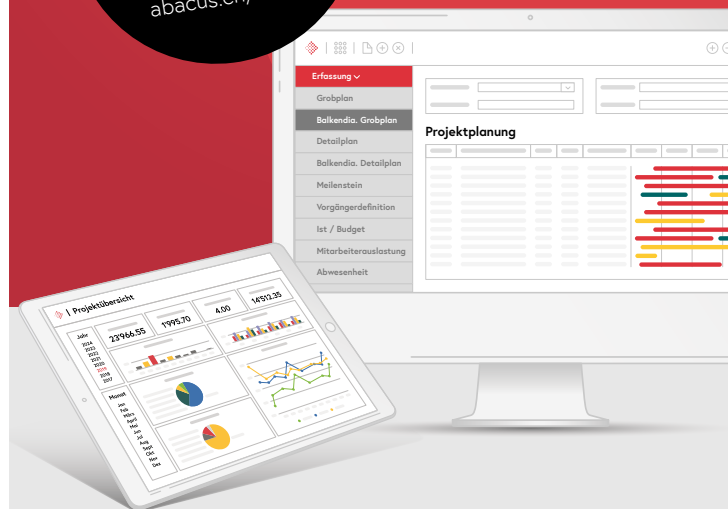 abacus.ch/
Erfassung
Grobplan
Balkendia. Grobplan
Detailplan
Balkendia. Detailplan
Meilenstein
Vorgängerdefinition
Ist / Budget
Mitarbeiterauslastung
Abwesenheit
Projektplanung
Projektübersicht
Jahr
2024
2023
2022
2021
2020
2019
2018
2017
23'966.55
1'995.70
4.00
14'512.35
Monat
Jan
Feb
März
April
Mai
Jun
Jul
Aug
Sept
Okt
Nov
Dez